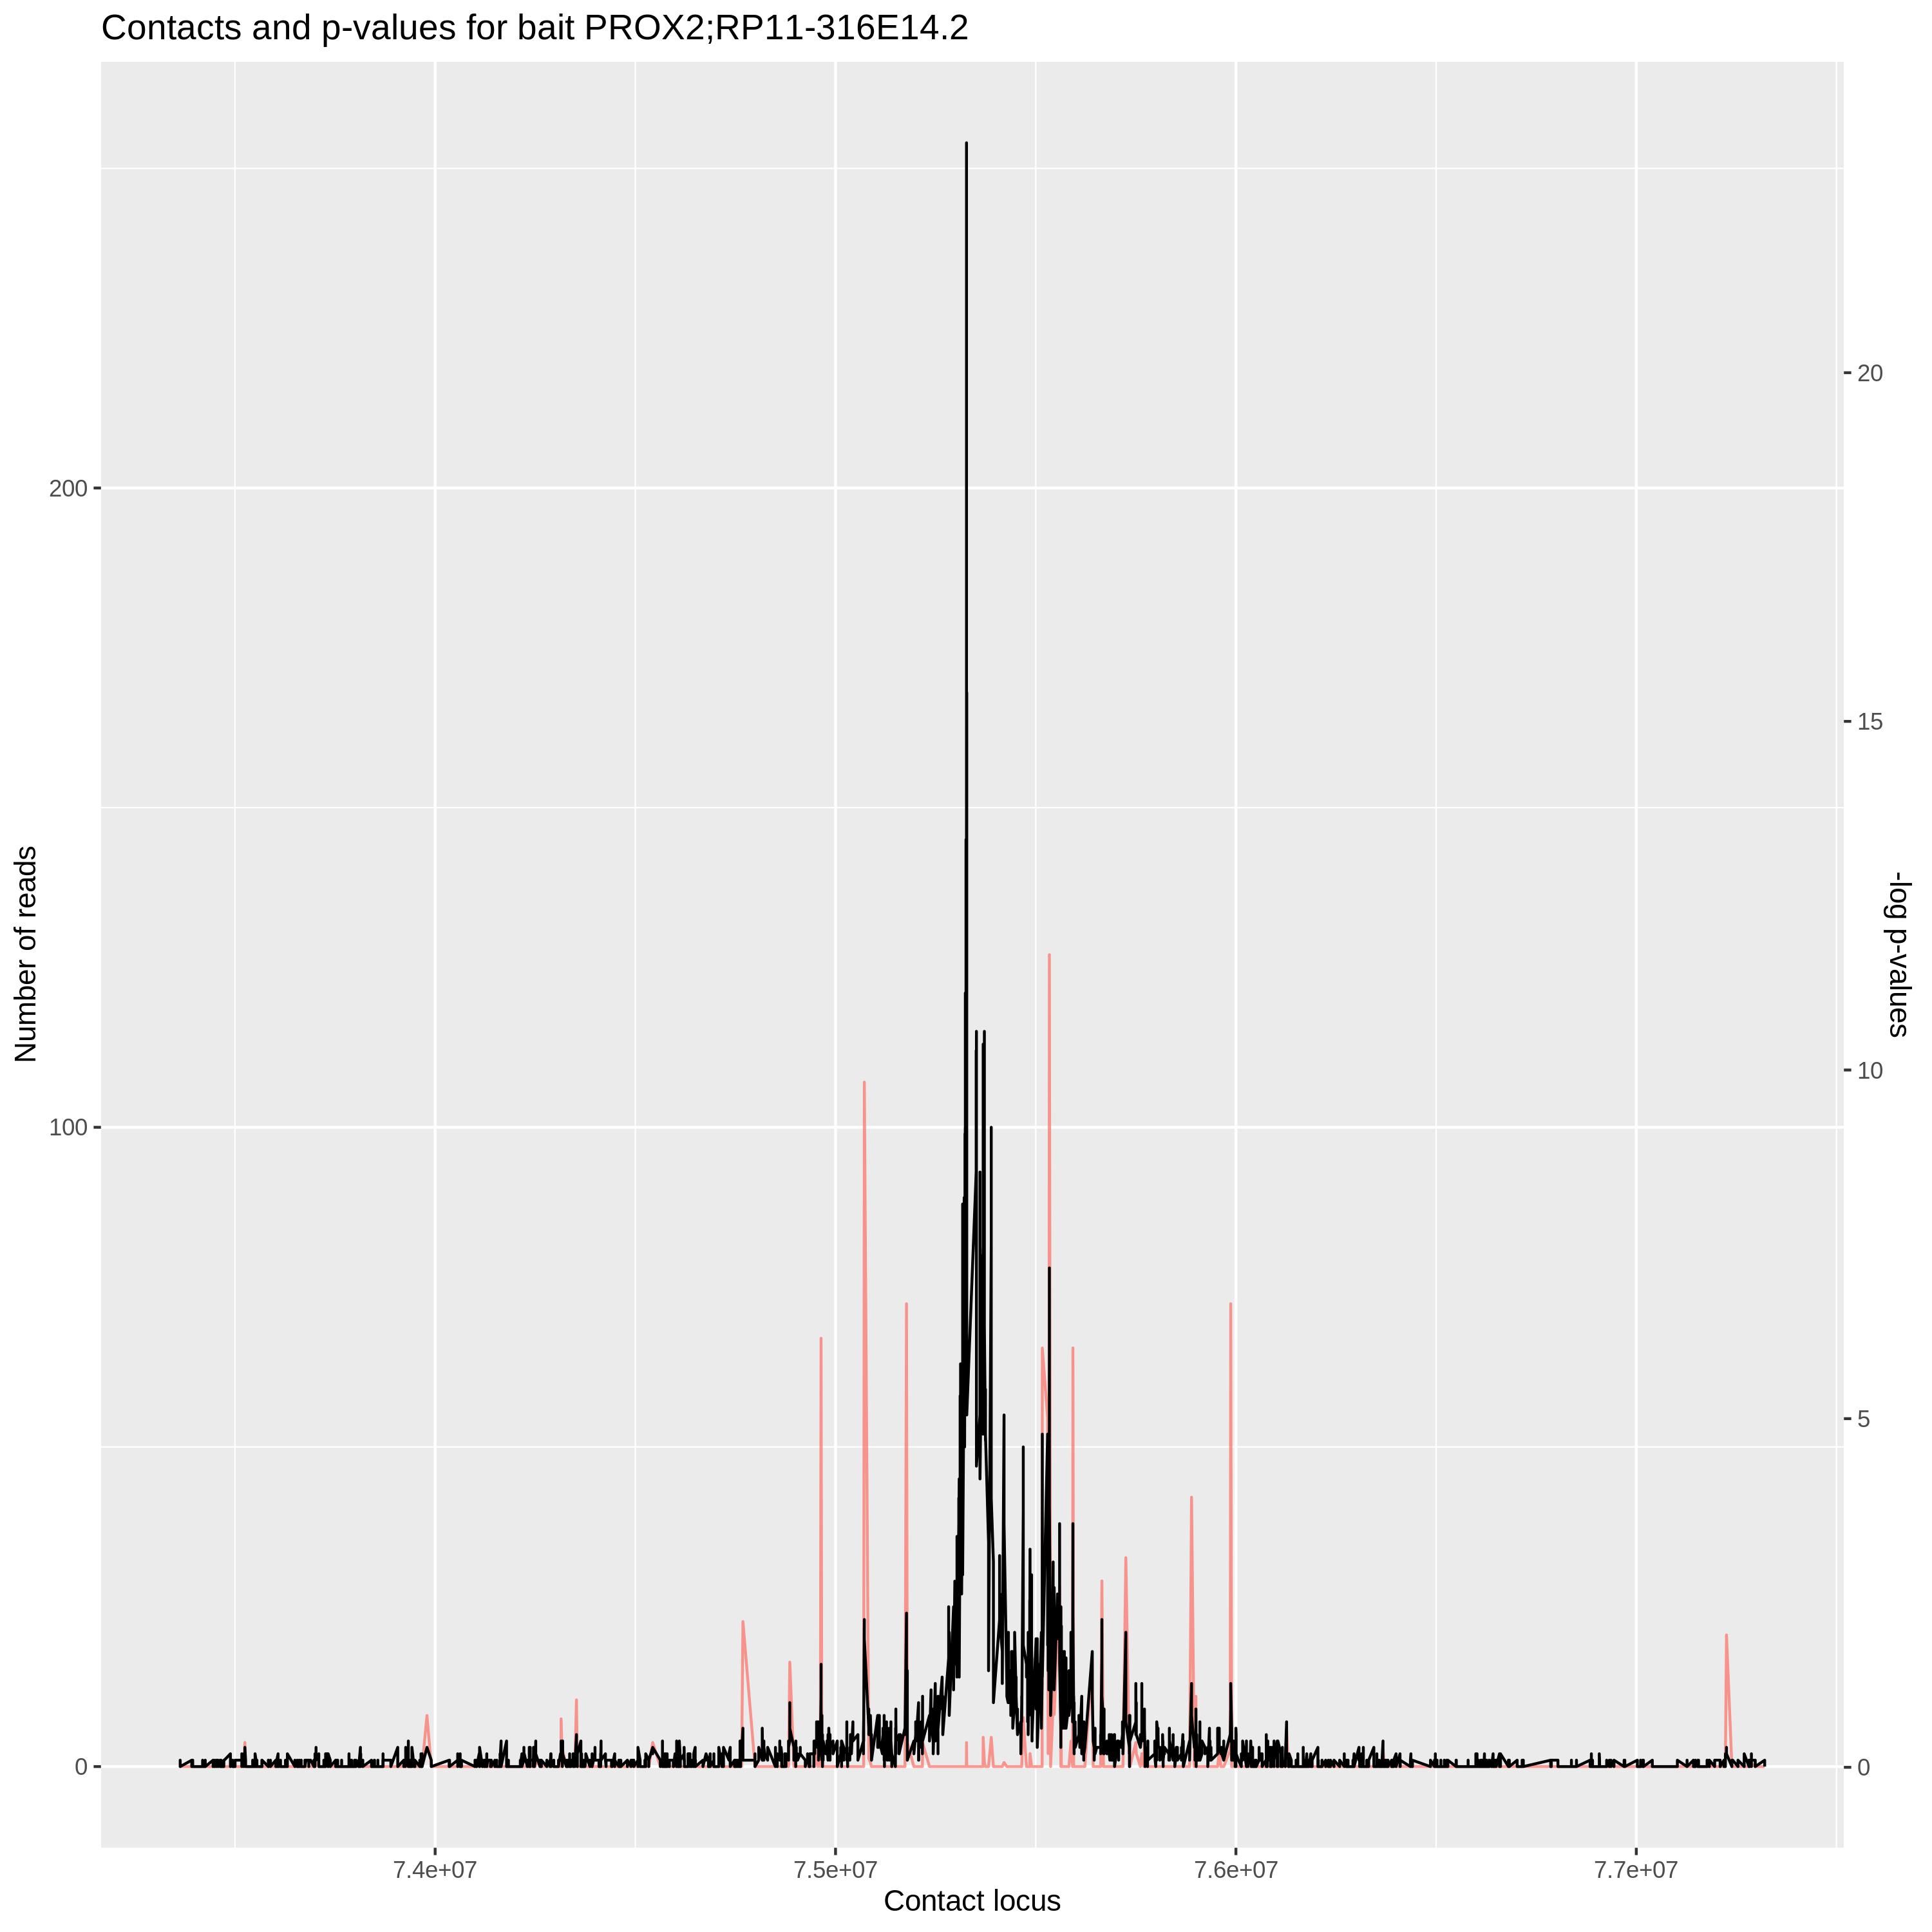 Contacts and p-values for bait PROX2;RP11-316E14.2
Number of reads
200
100
0
20
15
10
5
0
-log p-values
7.4e+07 7.5e+07 7.6e+07 7.7e+07
Contact locus